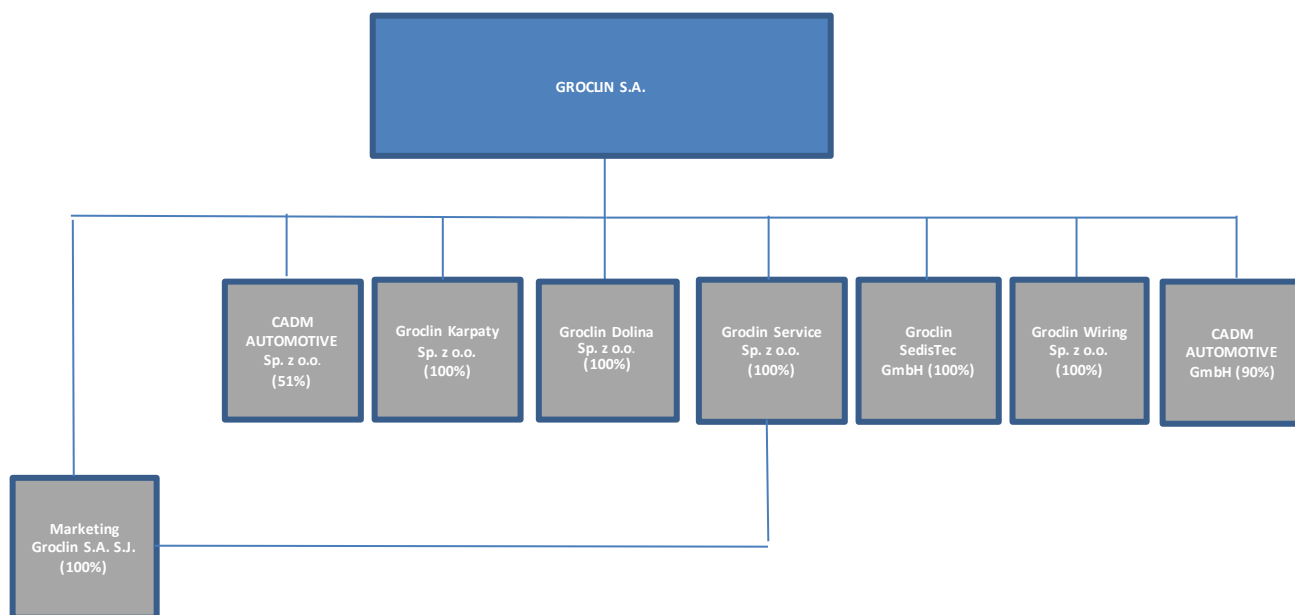 GROCLIN S.A.
CADM
AUTOMOTIVE
Sp. z o.o.
(51%)
Groclin Karpaty
Sp. z o.o.
(100%)
Groclin Dolina
Sp. z o.o.
(100%)
Groclin Service
Sp. z o.o.
(100%)
Groclin
SedisTec
GmbH (100%)
Groclin Wiring
Sp. z o.o.
(100%)
CADM
AUTOMOTIVE
GmbH (90%)
Marketing
Groclin S.A. S.J.
(100%)